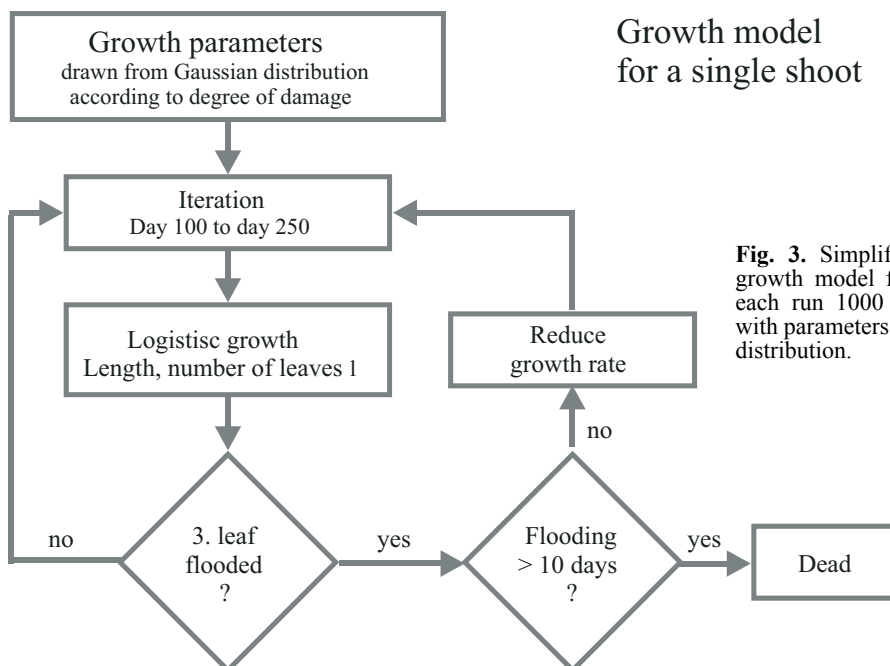 Growth parameters
drawn from Gaussian distribution
according to degree of damage
Growth model
for a single shoot
Iteration
Day 100 to day 250
Logistisc growth
Length, number of leaves l
Reduce
growth rate
Fig. 3.
growth model
each run 1000
with parameters
distribution.
no
3. leaf
flooded
?
yes
no
Flooding
> 10 days
?
yes
Dead